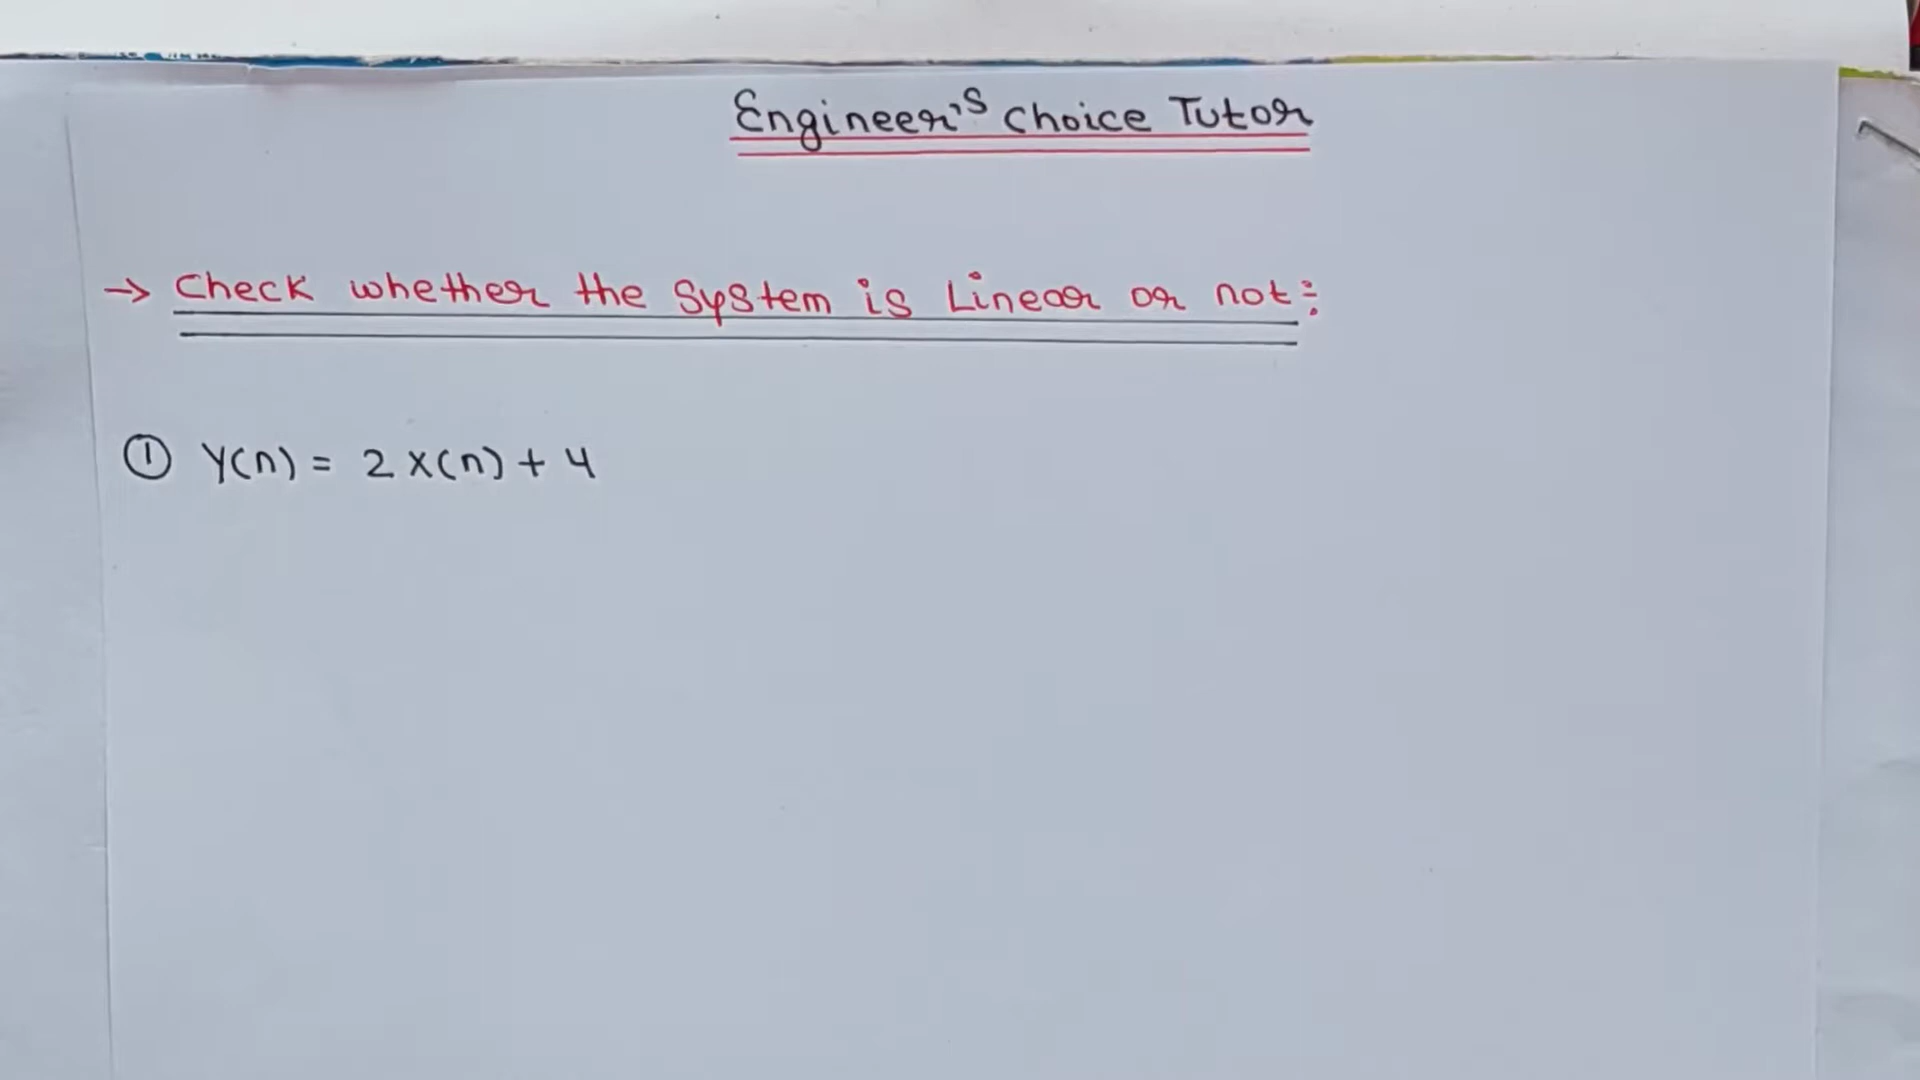 Engineer's Choice Tutor
→ Check whether the System is Linear or not:
① Y(n) = 2 X(n) + 4